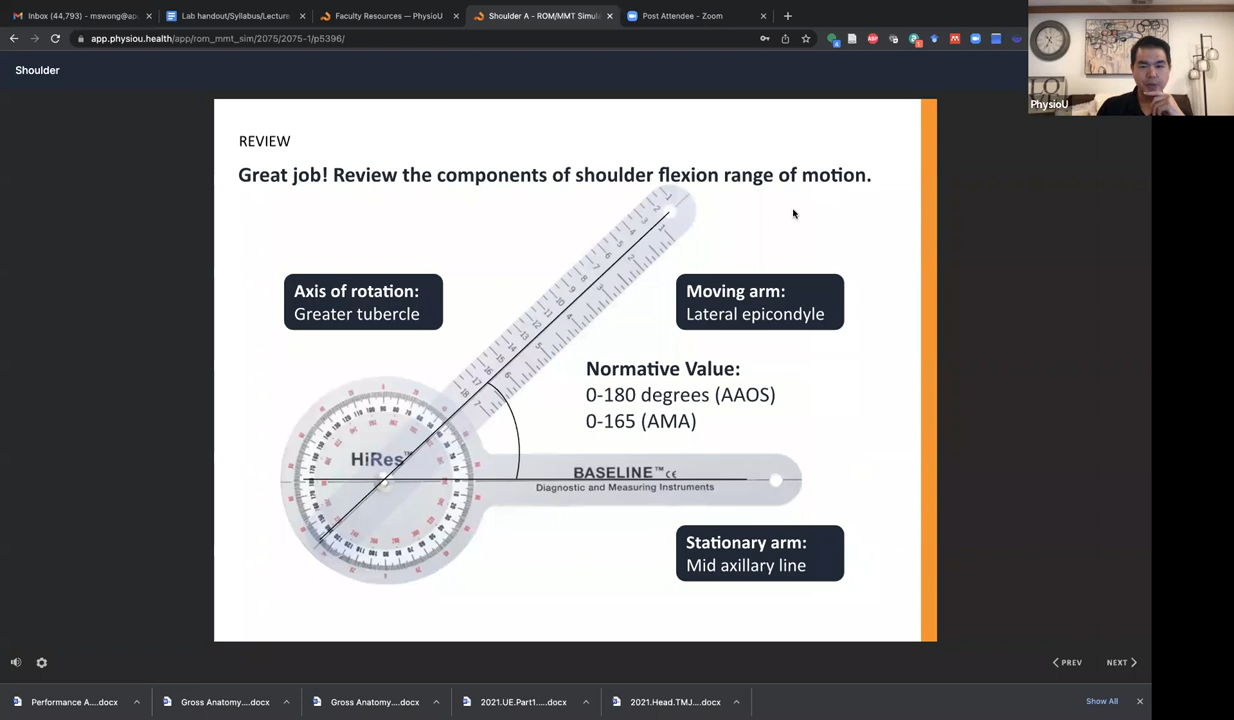 Inbox (44,793) - mswong@ap
Lab handout/Syllabus/Lecture
Faculty Resources — PhysioU
Shoulder A - ROM/MMT Simul
Post Attendee - Zoom
app.physiou.health/app/rom_mmt_sim/2075/2075-1/p5396/
Shoulder
PhysioU
REVIEW
Great job! Review the components of shoulder flexion range of motion.
Axis of rotation:
Greater tubercle
Moving arm:
Lateral epicondyle
Normative Value:
0-180 degrees (AAOS)
0-165 (AMA)
HiRes™
BASELINE™ CE
Diagnostic and Measuring Instruments
Stationary arm:
Mid axillary line
PREV
NEXT
Performance A....docx
Gross Anatomy....docx
Gross Anatomy....docx
2021.UE.Part1.....docx
2021.Head.TMJ....docx
Show All